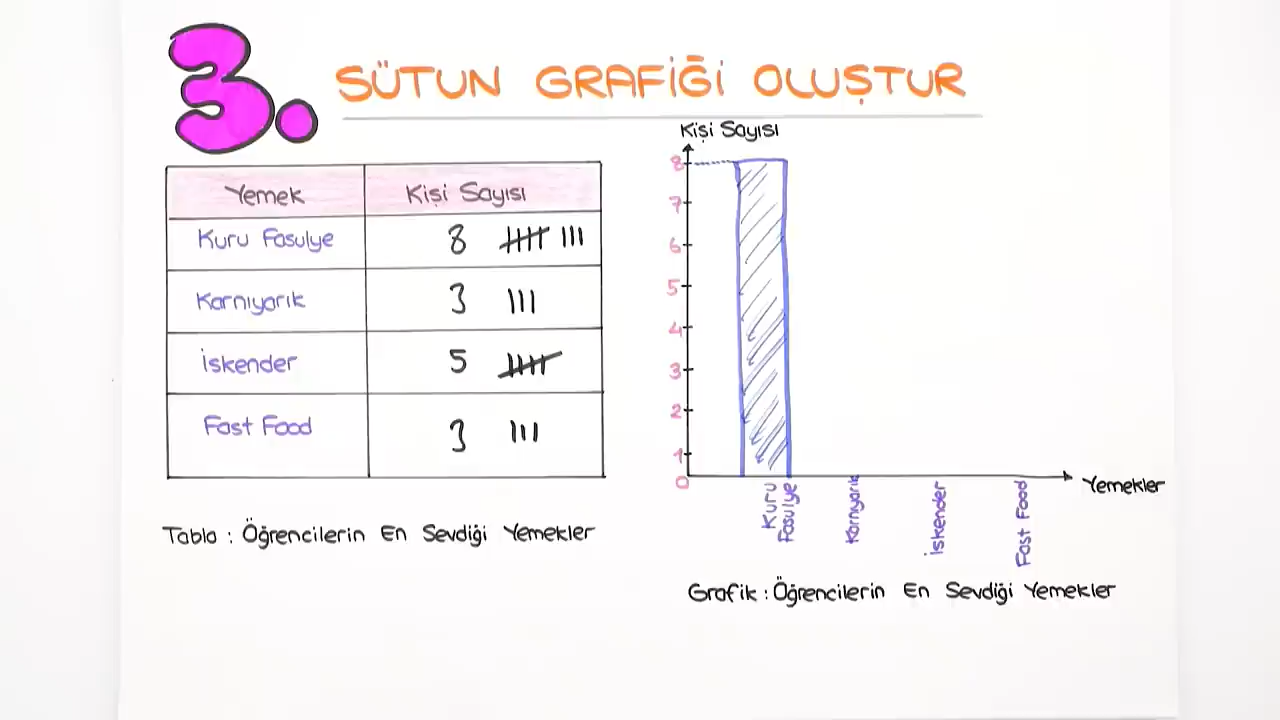 3. SÜTUN GRAFİĞİ OLUŞTUR
Yemek Kişi Sayısı
Kuru Fasulye 8
Karnıyarık 3
İskender 5
Fast Food 3
Tablo : Öğrencilerin En Sevdiği Yemekler
Kişi Sayısı
8
7
6
5
4
3
2
1
0
Kuru Fasulye
Karnıyarık
İskender
Fast Food
Yemekler
Grafik : Öğrencilerin En Sevdiği Yemekler